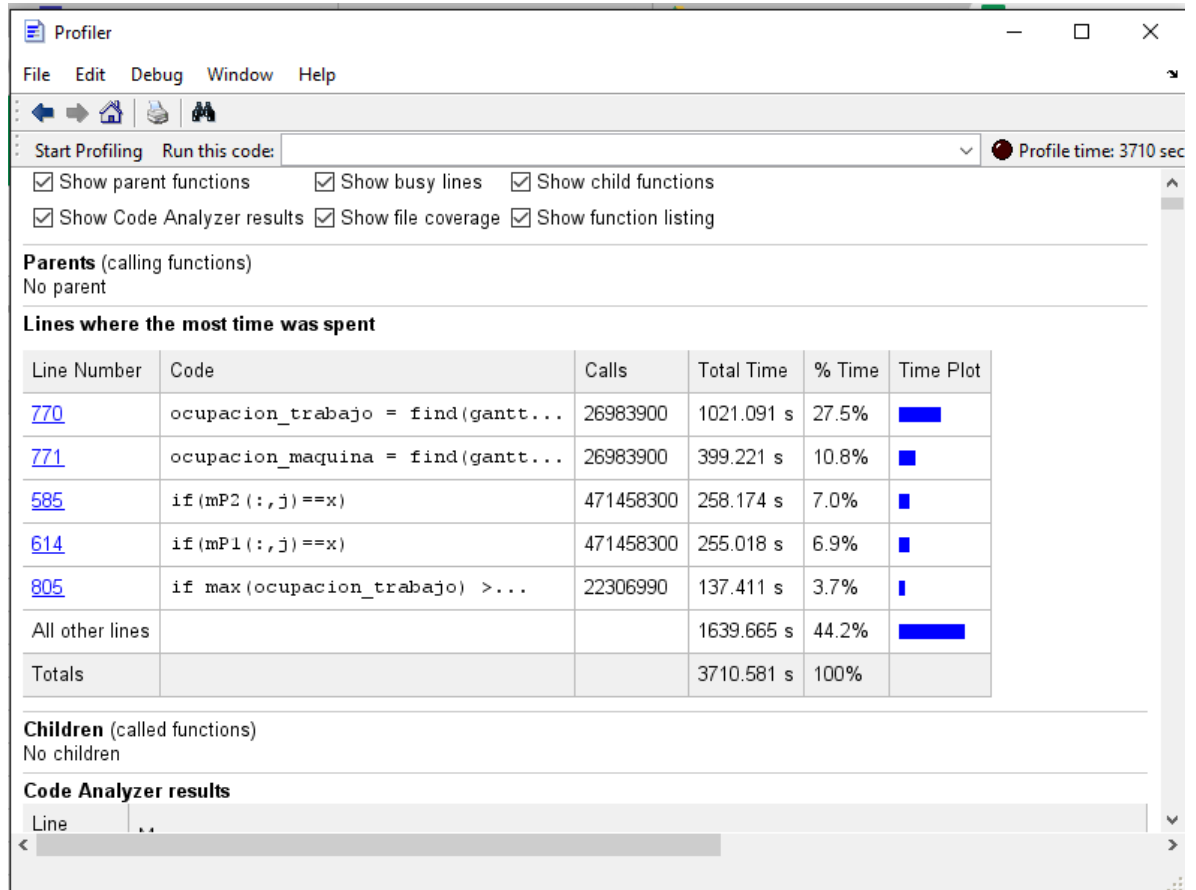 Profiler
File Edit Debug Window Help
Start Profiling Run this code: Profile time: 3710 sec
Show parent functions Show busy lines Show child functions
Show Code Analyzer results Show file coverage Show function listing
Parents (calling functions)
No parent
Lines where the most time was spent
Line Number Code Calls Total Time % Time Time Plot
770 ocupacion_trabajo = find(gantt... 26983900 1021.091 s 27.5%
771 ocupacion_maquina = find(gantt... 26983900 399.221 s 10.8%
585 if(mP2(:,j)==x) 471458300 258.174 s 7.0%
614 if(mP1(:,j)==x) 471458300 255.018 s 6.9%
805 if max(ocupacion_trabajo) >... 22306990 137.411 s 3.7%
All other lines 1639.665 s 44.2%
Totals 3710.581 s 100%
Children (called functions)
No children
Code Analyzer results
Line